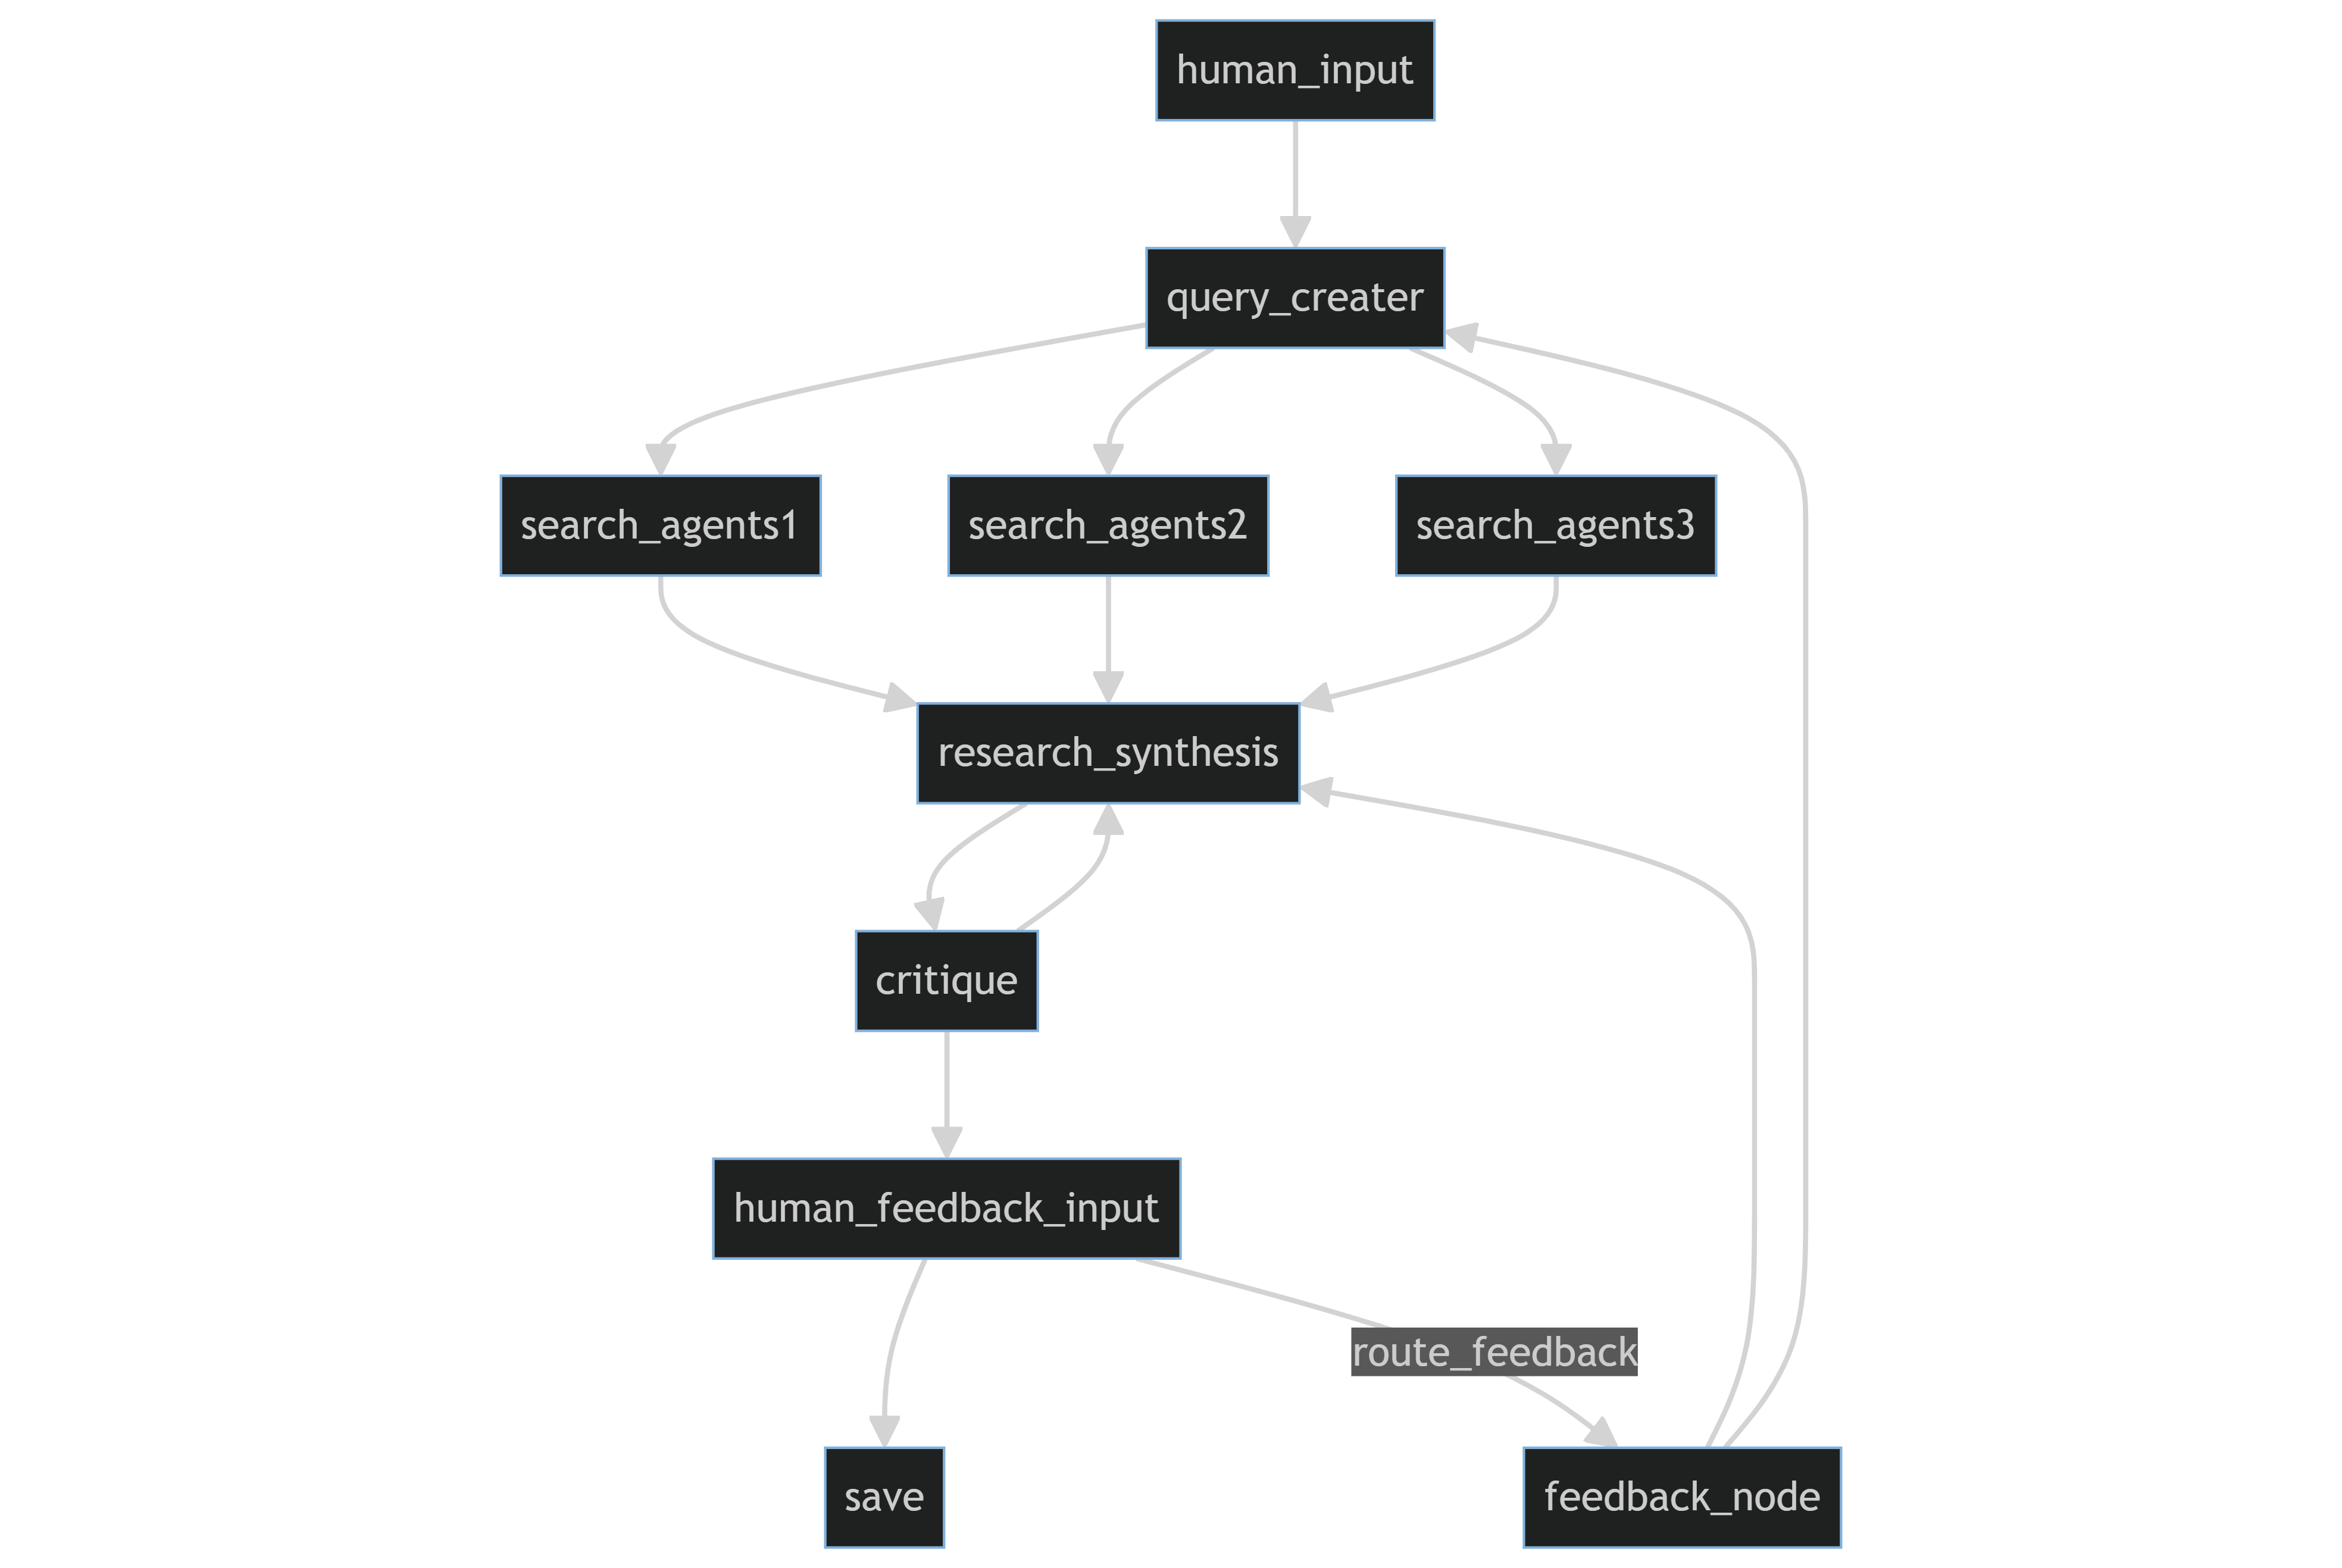 human_input
query_creater
search_agents1
search_agents2
search_agents3
research_synthesis
critique
human_feedback_input
route_feedback
save
feedback_node